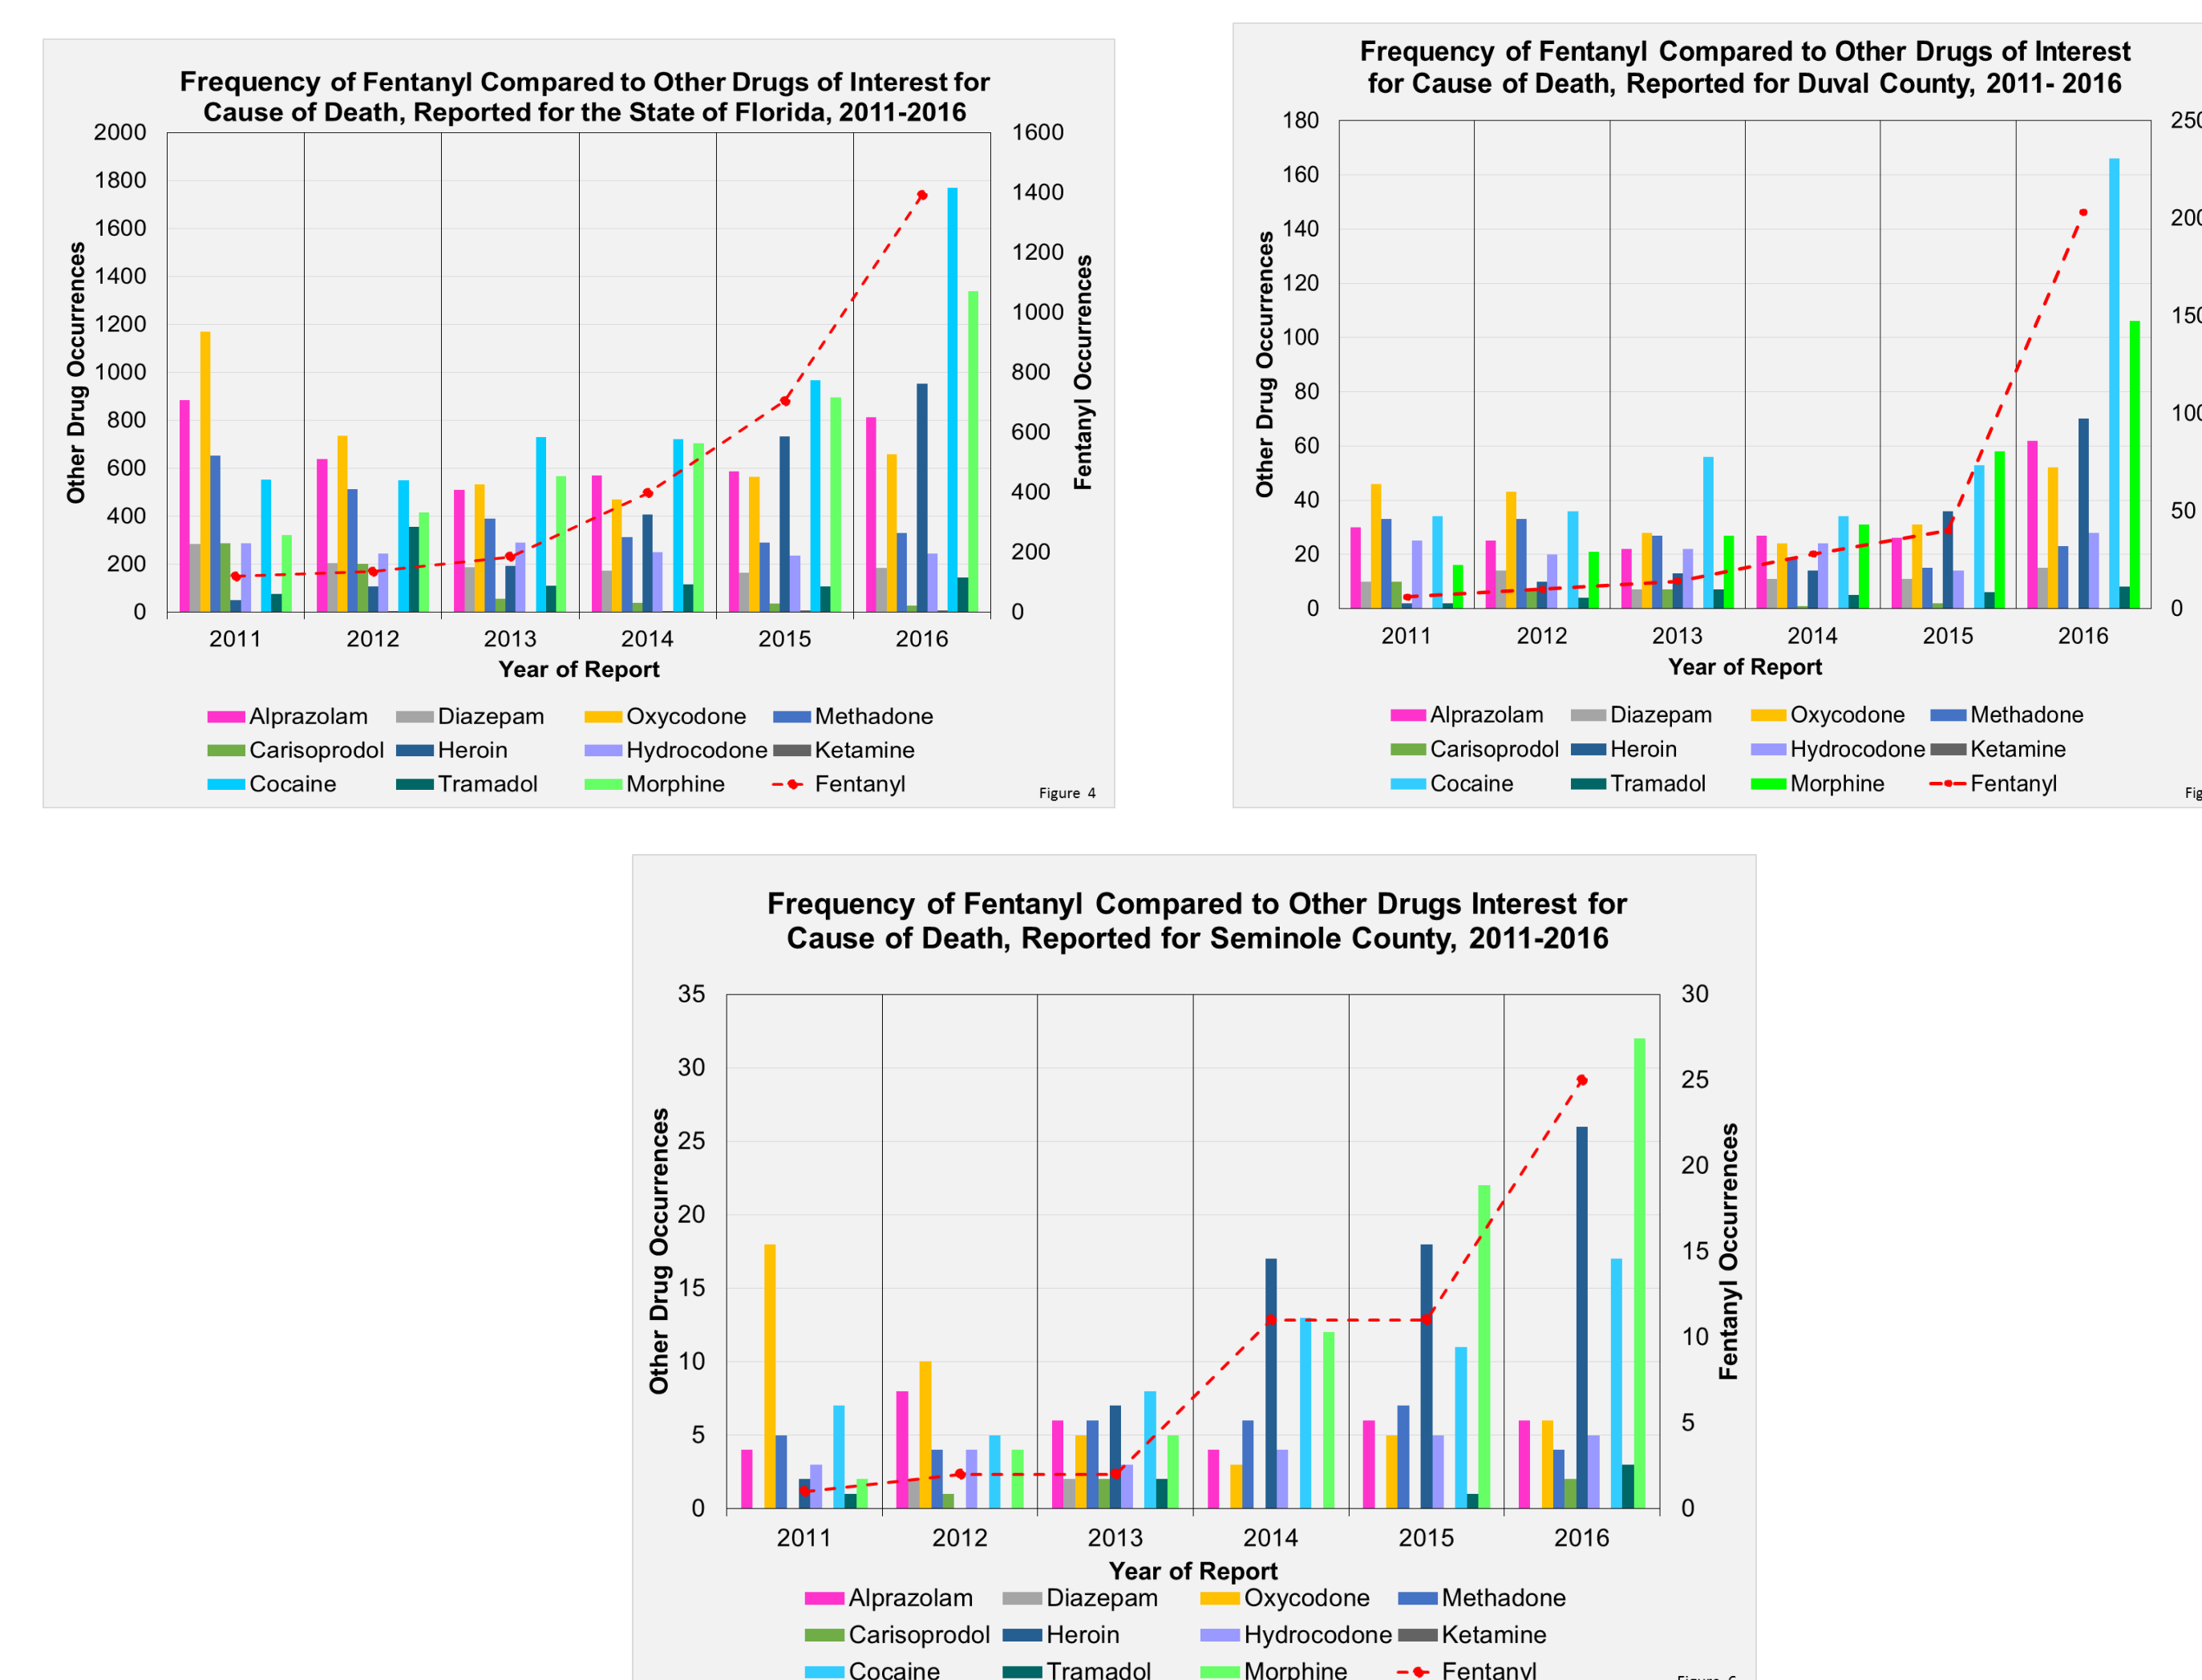 Frequency of Fentanyl Compared to Other Drugs of Interest for
Cause of Death, Reported for the State of Florida, 2011-2016
2000
1800
1600
1400
1200
1000
800
600
400
200
0
Other Drug Occurrences
1600
1400
1200
1000
800
600
400
200
0
Fentanyl Occurrences
2011 2012 2013 2014 2015 2016
Year of Report
Alprazolam Diazepam Oxycodone Methadone
Carisoprodol Heroin Hydrocodone Ketamine
Cocaine Tramadol Morphine Fentanyl
Figure 4
Frequency of Fentanyl Compared to Other Drugs of Interest
for Cause of Death, Reported for Duval County, 2011- 2016
180
160
140
120
100
80
60
40
20
0
Other Drug Occurrences
250
200
150
100
50
0
2011 2012 2013 2014 2015 2016
Year of Report
Alprazolam Diazepam Oxycodone Methadone
Carisoprodol Heroin Hydrocodone Ketamine
Cocaine Tramadol Morphine Fentanyl
Frequency of Fentanyl Compared to Other Drugs Interest for
Cause of Death, Reported for Seminole County, 2011-2016
35
30
25
20
15
10
5
0
Other Drug Occurrences
30
25
20
15
10
5
0
Fentanyl Occurrences
2011 2012 2013 2014 2015 2016
Year of Report
Alprazolam Diazepam Oxycodone Methadone
Carisoprodol Heroin Hydrocodone Ketamine
Cocaine Tramadol Morphine Fentanyl